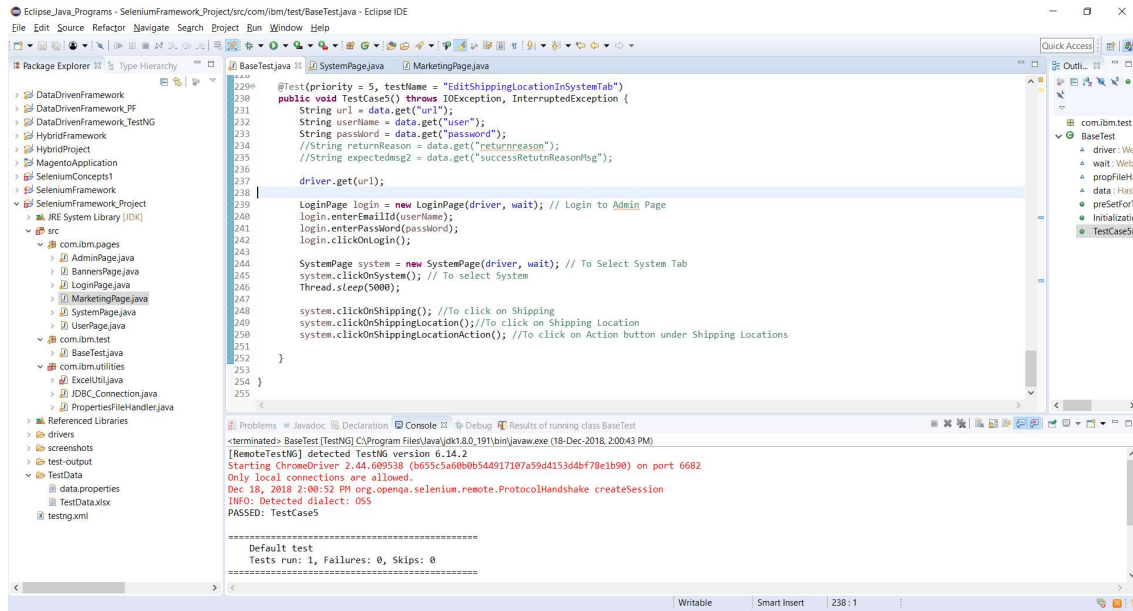 Eclipse_Java_Programs - SeleniumFramework_Project/src/com/ibm/test/BaseTest.java - Eclipse IDE
File Edit Source Refactor Navigate Search Project Run Window Help
Quick Access
Package Explorer Type Hierarchy
DataDrivenFramework
DataDrivenFramework_PF
DataDrivenFramework_TestNG
HybridFramework
HybridProject
MagentoApplication
SeleniumConcepts1
SeleniumFramework
SeleniumFramework_Project
JRE System Library [JDK]
src
com.ibm.pages
AdminPage.java
BannersPage.java
LoginPage.java
MarketingPage.java
SystemPage.java
UserPage.java
com.ibm.test
BaseTest.java
com.ibm.utilities
ExcelUtil.java
JDBC_Connection.java
PropertiesFileHandler.java
Referenced Libraries
drivers
screenshots
test-output
TestData
data.properties
TestData.xlsx
testng.xml
BaseTest.java SystemPage.java MarketingPage.java
228
229 @Test(priority = 5, testName = "EditShippingLocationInSystemTab")
230 public void TestCase5() throws IOException, InterruptedException {
231 String url = data.get("url");
232 String userName = data.get("user");
233 String passWord = data.get("password");
234 //String returnReason = data.get("returnreason");
235 //String expectedmsg2 = data.get("successRetutnReasonMsg");
236
237 driver.get(url);
238
239 LoginPage login = new LoginPage(driver, wait); // Login to Admin Page
240 login.enterEmailId(userName);
241 login.enterPassWord(passWord);
242 login.clickOnLogin();
243
244 SystemPage system = new SystemPage(driver, wait); // To Select System Tab
245 system.clickOnSystem(); // To select System
246 Thread.sleep(5000);
247
248 system.clickOnShipping(); //To click on Shipping
249 system.clickOnShippingLocation();//To click on Shipping Location
250 system.clickOnShippingLocationAction(); //To click on Action button under Shipping Locations
251
252 }
253
254 }
255
Outli...
com.ibm.test
BaseTest
driver : We
wait : Web
propFileH
data : Has
preSetForT
Initializatio
TestCase5
Problems Javadoc Declaration Console Debug Results of running class BaseTest
<terminated> BaseTest [TestNG] C:\Program Files\Java\jdk1.8.0_191\bin\javaw.exe (18-Dec-2018, 2:00:43 PM)
[RemoteTestNG] detected TestNG version 6.14.2
Starting ChromeDriver 2.44.609538 (b655c5a60b0b544917107a59d4153d4bf78e1b90) on port 6682
Only local connections are allowed.
Dec 18, 2018 2:00:52 PM org.openqa.selenium.remote.ProtocolHandshake createSession
INFO: Detected dialect: OSS
PASSED: TestCase5
===============================================
Default test
Tests run: 1, Failures: 0, Skips: 0
===============================================
Writable Smart Insert 238 : 1